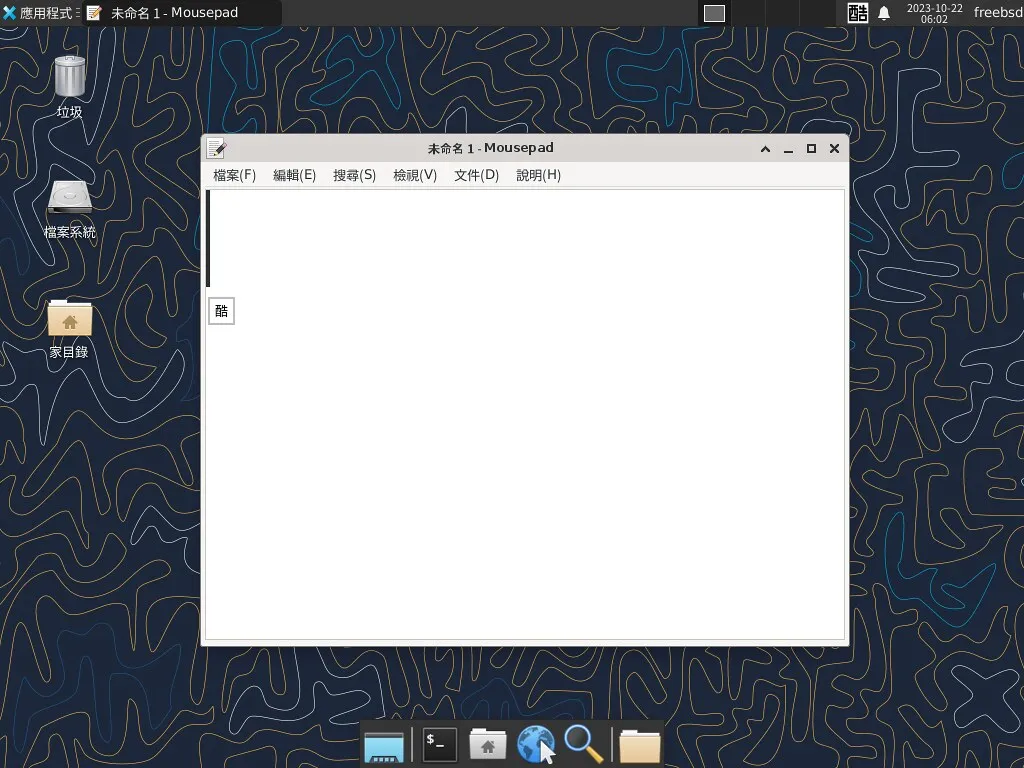 應用程式
未命名 1 - Mousepad
酷
2023-10-22
06:02
freebsd
垃圾
檔案系統
家目錄
未命名 1 - Mousepad
檔案(F) 編輯(E) 搜尋(S) 檢視(V) 文件(D) 說明(H)
酷
$_